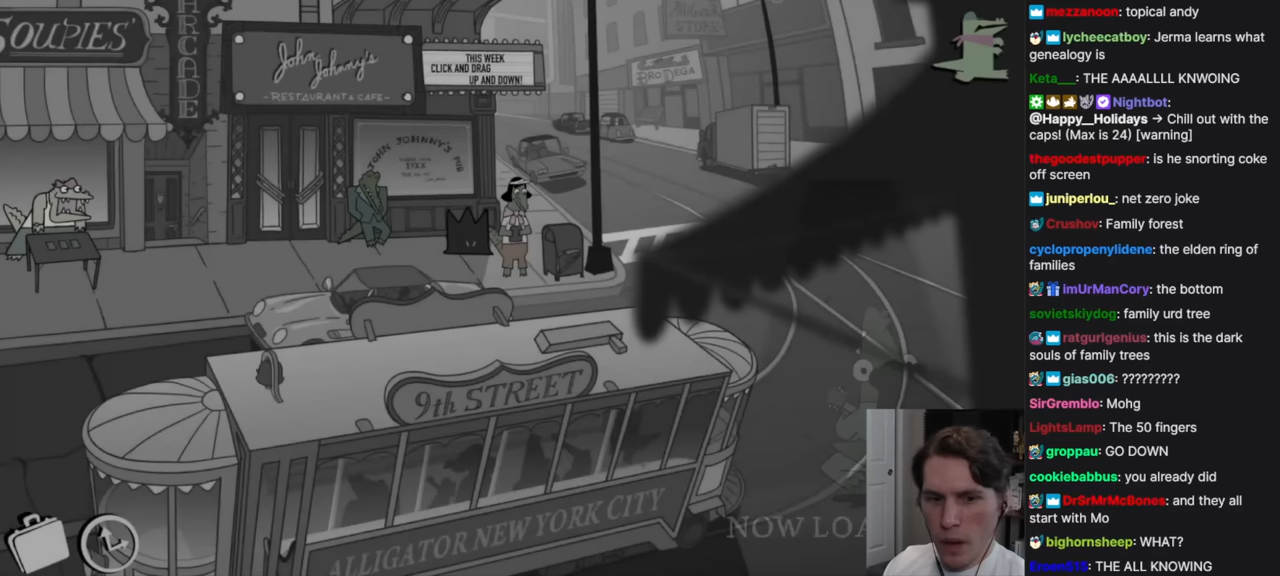 SOUPIES'
ARCADE
John Johnny's
-RESTAURANT & CAFE-
THIS WEEK
CLICK AND DRAG
UP AND DOWN!
JOHN JOHNNY'S
PUB
BRODEGA
STORE
9th STREET
ALLIGATOR NEW YORK CITY
NOW LOA
mezzanoon: topical andy
lycheecatboy: Jerma learns what
genealogy is
Keta___: THE AAAALLLL KNWOING
Nightbot:
@Happy__Holidays → Chill out with the
caps! (Max is 24) [warning]
thegoodestpupper: is he snorting coke
off screen
juniperlou_: net zero joke
Crushov: Family forest
cyclopropenylidene: the elden ring of
families
imUrManCory: the bottom
sovietskiydog: family urd tree
ratgurlgenius: this is the dark
souls of family trees
gias006: ?????????
SirGremblo: Mohg
LightsLamp: The 50 fingers
groppau: GO DOWN
cookiebabbus: you already did
DrSrMrMcBones: and they all
start with Mo
bighornsheep: WHAT?
THE ALL KNOWING